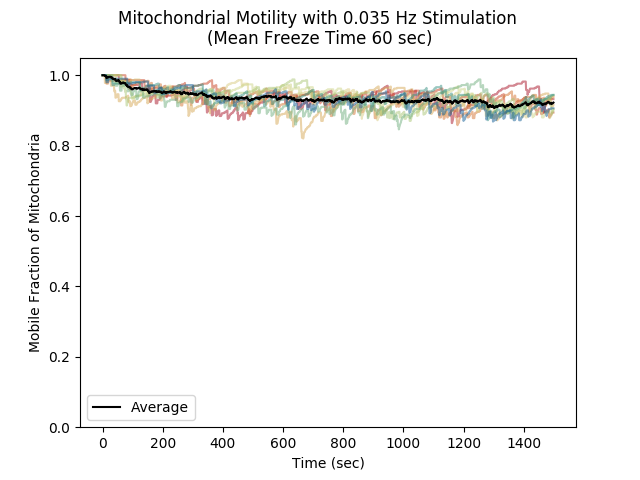 Mitochondrial Motility with 0.035 Hz Stimulation
(Mean Freeze Time 60 sec)
Mobile Fraction of Mitochondria
1.0
0.8
0.6
0.4
0.2
0.0
Average
0 200 400 600 800 1000 1200 1400
Time (sec)